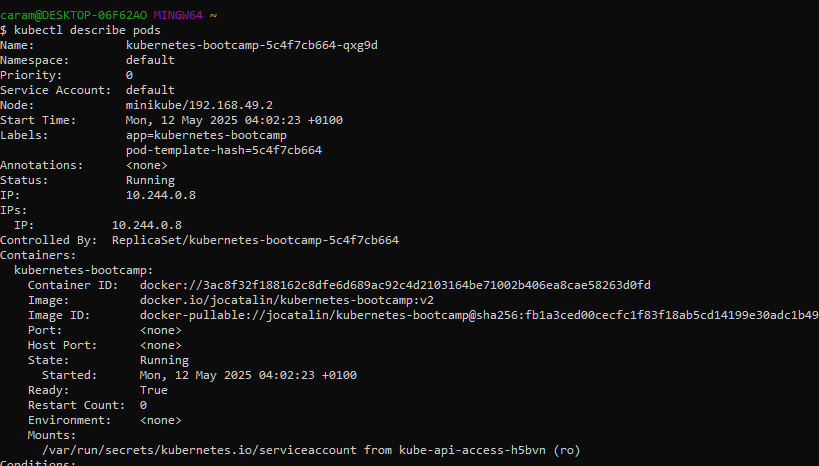 caram@DESKTOP-06F62AO MINGW64 ~
$ kubectl describe pods
Name:             kubernetes-bootcamp-5c4f7cb664-qxg9d
Namespace:        default
Priority:         0
Service Account:  default
Node:             minikube/192.168.49.2
Start Time:       Mon, 12 May 2025 04:02:23 +0100
Labels:           app=kubernetes-bootcamp
                  pod-template-hash=5c4f7cb664
Annotations:      <none>
Status:           Running
IP:               10.244.0.8
IPs:
  IP:           10.244.0.8
Controlled By:  ReplicaSet/kubernetes-bootcamp-5c4f7cb664
Containers:
  kubernetes-bootcamp:
    Container ID:   docker://3ac8f32f188162c8dfe6d689ac92c4d2103164be71002b406ea8cae58263d0fd
    Image:          docker.io/jocatalin/kubernetes-bootcamp:v2
    Image ID:       docker-pullable://jocatalin/kubernetes-bootcamp@sha256:fb1a3ced00cecfc1f83f18ab5cd14199e30adc1b49
    Port:           <none>
    Host Port:      <none>
    State:          Running
      Started:      Mon, 12 May 2025 04:02:23 +0100
    Ready:          True
    Restart Count:  0
    Environment:    <none>
    Mounts:
      /var/run/secrets/kubernetes.io/serviceaccount from kube-api-access-h5bvn (ro)
Conditions: